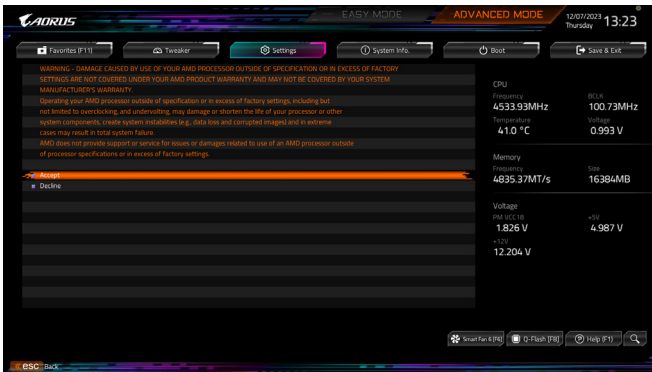 AORUS
EASY MODE
ADVANCED MODE
12/07/2023
Thursday
13:23
Favorites (F11)
Tweaker
Settings
System Info.
Boot
Save & Exit
WARNING - DAMAGE CAUSED BY USE OF YOUR AMD PROCESSOR OUTSIDE OF SPECIFICATION OR IN EXCESS OF FACTORY
SETTINGS ARE NOT COVERED UNDER YOUR AMD PRODUCT WARRANTY AND MAY NOT BE COVERED BY YOUR SYSTEM
MANUFACTURER'S WARRANTY.
Operating your AMD processor outside of specification or in excess of factory settings, including but
not limited to overclocking, and undervolting, may damage or shorten the life of your processor or other
system components, create system instabilities (e.g., data loss and corrupted images) and in extreme
cases may result in total system failure.
AMD does not provide support or service for issues or damages related to use of an AMD processor outside
of processor specifications or in excess of factory settings.
Accept
Decline
CPU
Frequency
BCLK
4533.93MHz
100.73MHz
Temperature
Voltage
41.0 °C
0.993 V
Memory
Frequency
Size
4835.37MT/s
16384MB
Voltage
PM VCC18
+5V
1.826 V
4.987 V
+12V
12.204 V
Smart Fan 6 [F6]
Q-Flash [F8]
Help (F1)
esc Back